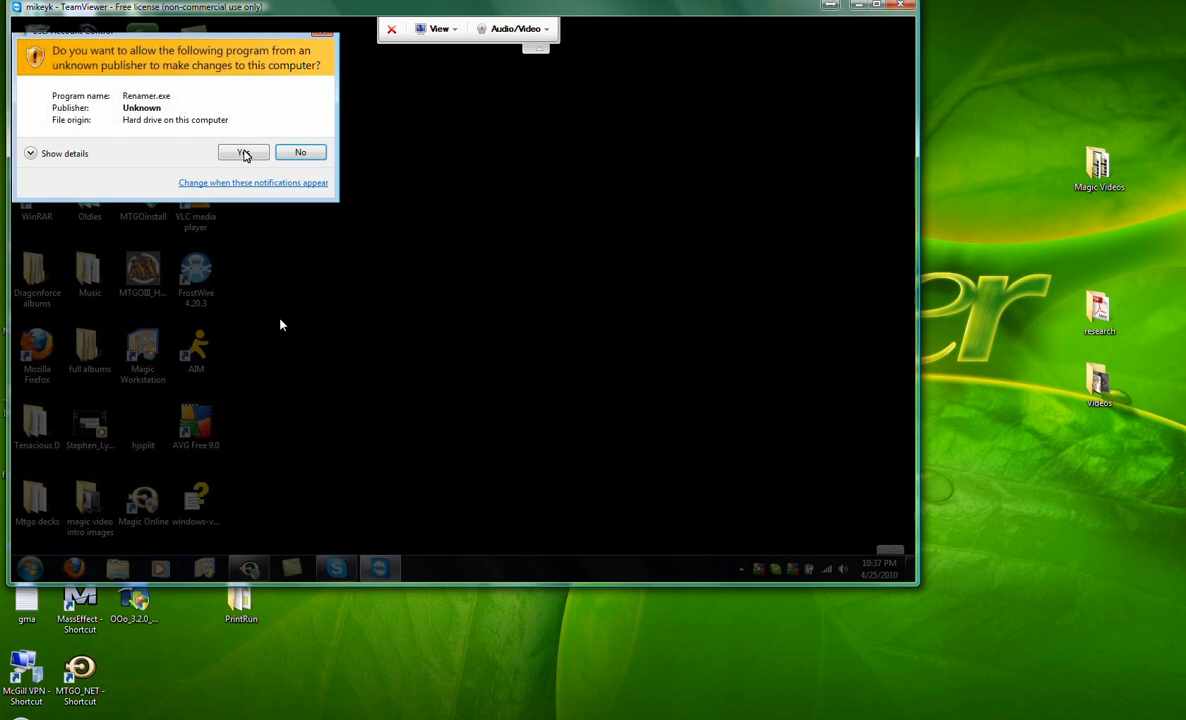 mikeyk - TeamViewer - Free license (non-commercial use only)
View
Audio/Video
User Account Control
Do you want to allow the following program from an
unknown publisher to make changes to this computer?
Program name: Renamer.exe
Publisher: Unknown
File origin: Hard drive on this computer
Show details
No
Change when these notifications appear
WinRAR
Oldies
MTGOinstall
VLC media
player
Dragonforce
albums
Music
MTGOIII_H...
FrostWire
4.20.3
Mozilla
Firefox
full albums
Magic
Workstation
AIM
Tenacious D
Stephen_Ly...
hjsplit
AVG Free 9.0
Mtgo decks
magic video
intro images
Magic Online
windows-v...
10:37 PM
4/25/2010
Magic Videos
research
Videos
gma
MassEffect -
Shortcut
OOo_3.2.0_...
PrintRun
McGill VPN -
Shortcut
MTGO_NET -
Shortcut